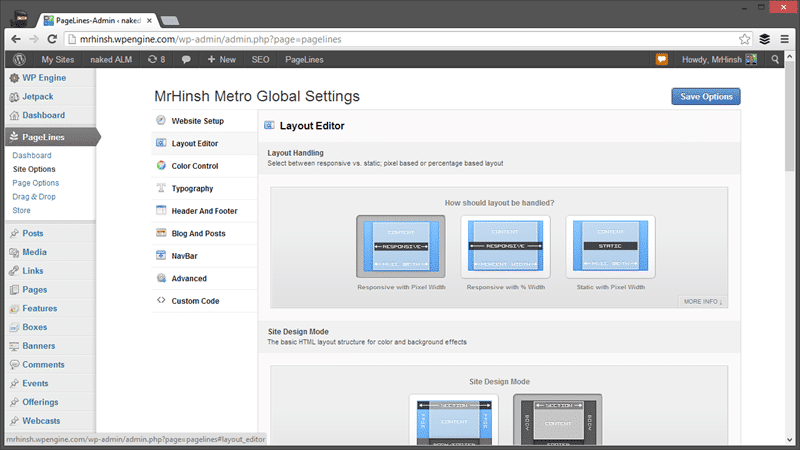 PageLines-Admin ‹ naked
mrhinsh.wpengine.com/wp-admin/admin.php?page=pagelines
My Sites naked ALM 8 + New SEO PageLines Howdy, MrHinsh
WP Engine
Jetpack
Dashboard
PageLines
Dashboard
Site Options
Page Options
Drag & Drop
Store
Posts
Media
Links
Pages
Features
Boxes
Banners
Comments
Events
Offerings
Webcasts
MrHinsh Metro Global Settings
Save Options
Website Setup
Layout Editor
Color Control
Typography
Header And Footer
Blog And Posts
NavBar
Advanced
Custom Code
Layout Editor
Layout Handling
Select between responsive vs. static; pixel based or percentage based layout
How should layout be handled?
CONTENT
RESPONSIVE
PIXEL WIDTH
CONTENT
RESPONSIVE
PERCENT WIDTH
CONTENT
STATIC
PIXEL WIDTH
Responsive with Pixel Width
Responsive with % Width
Static with Pixel Width
MORE INFO ↓
Site Design Mode
The basic HTML layout structure for color and background effects
Site Design Mode
SECTION
PAGE
CONTENT
PAGE
SECTION
BODY
CONTENT
BODY
mrhinsh.wpengine.com/wp-admin/admin.php?page=pagelines#layout_editor